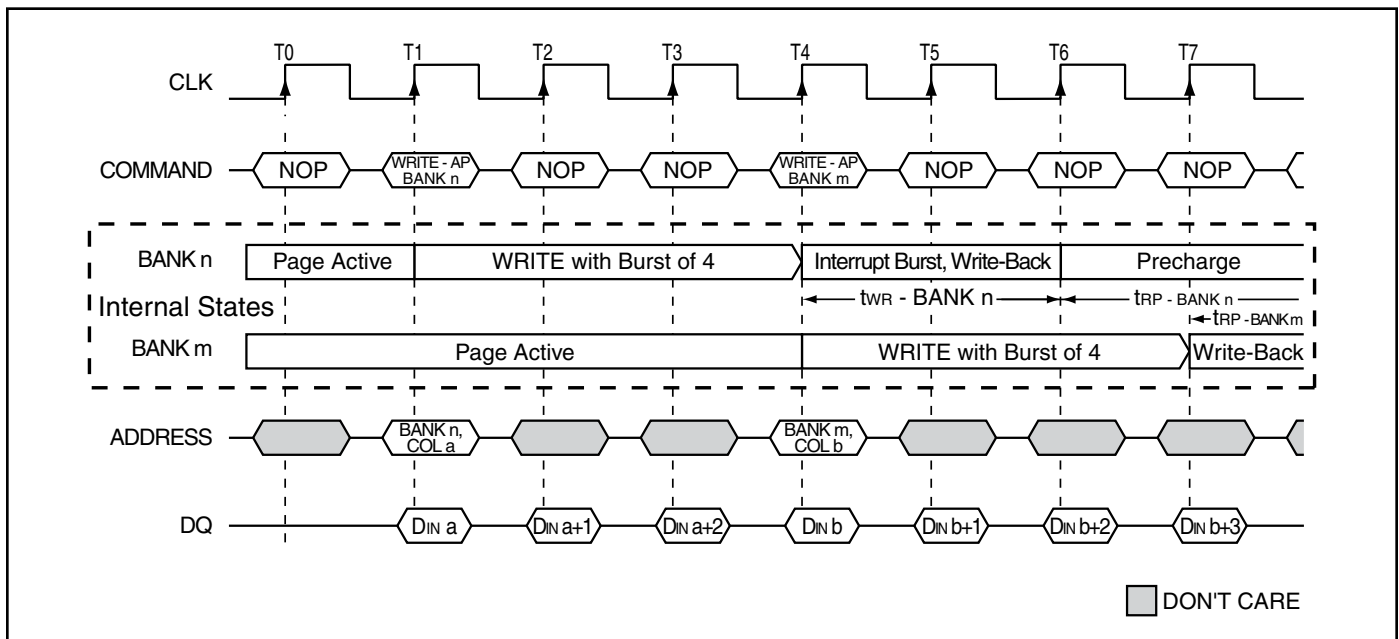 T0 T1 T2 T3 T4 T5 T6 T7
CLK
COMMAND NOP WRITE - AP BANK n NOP NOP WRITE - AP BANK m NOP NOP NOP
BANK n Page Active WRITE with Burst of 4 Interrupt Burst, Write-Back Precharge
Internal States tWR - BANK n tRP - BANK n
tRP - BANK m
BANK m Page Active WRITE with Burst of 4 Write-Back
ADDRESS BANK n, COL a BANK m, COL b
DQ DIN a DIN a+1 DIN a+2 DIN b DIN b+1 DIN b+2 DIN b+3
DON'T CARE